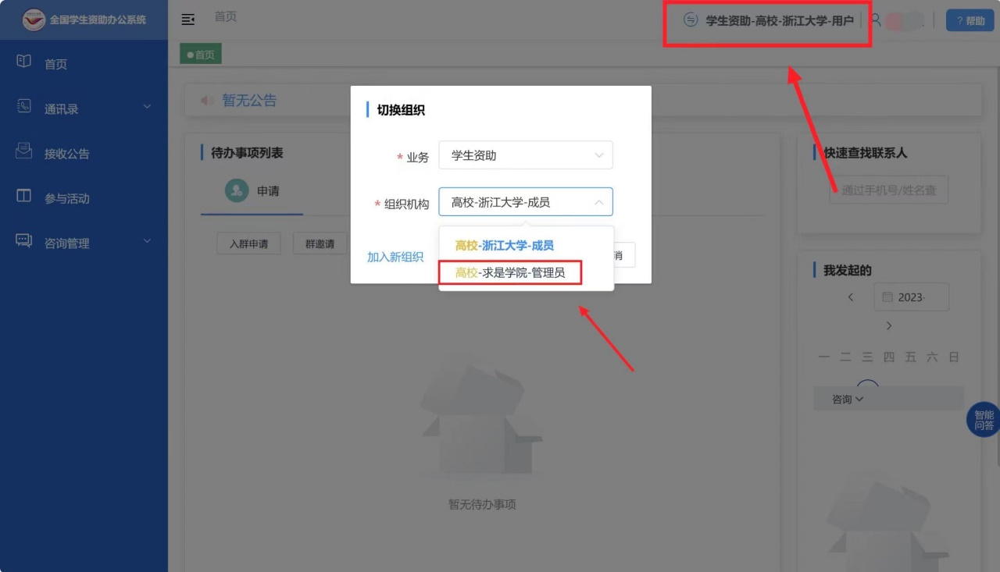 全国学生资助办公系统
首页
学生资助-高校-浙江大学-用户
? 帮助
首页
通讯录
接收公告
参与活动
咨询管理
首页
暂无公告
待办事项列表
申请
入群申请
群邀请
暂无待办事项
切换组织
* 业务
学生资助
* 组织机构
高校-浙江大学-成员
高校-浙江大学-成员
高校-求是学院-管理员
加入新组织
消
快速查找联系人
通过手机号/姓名查
我发起的
2023-
一 二 三 四 五 六 日
咨询
智能
问答